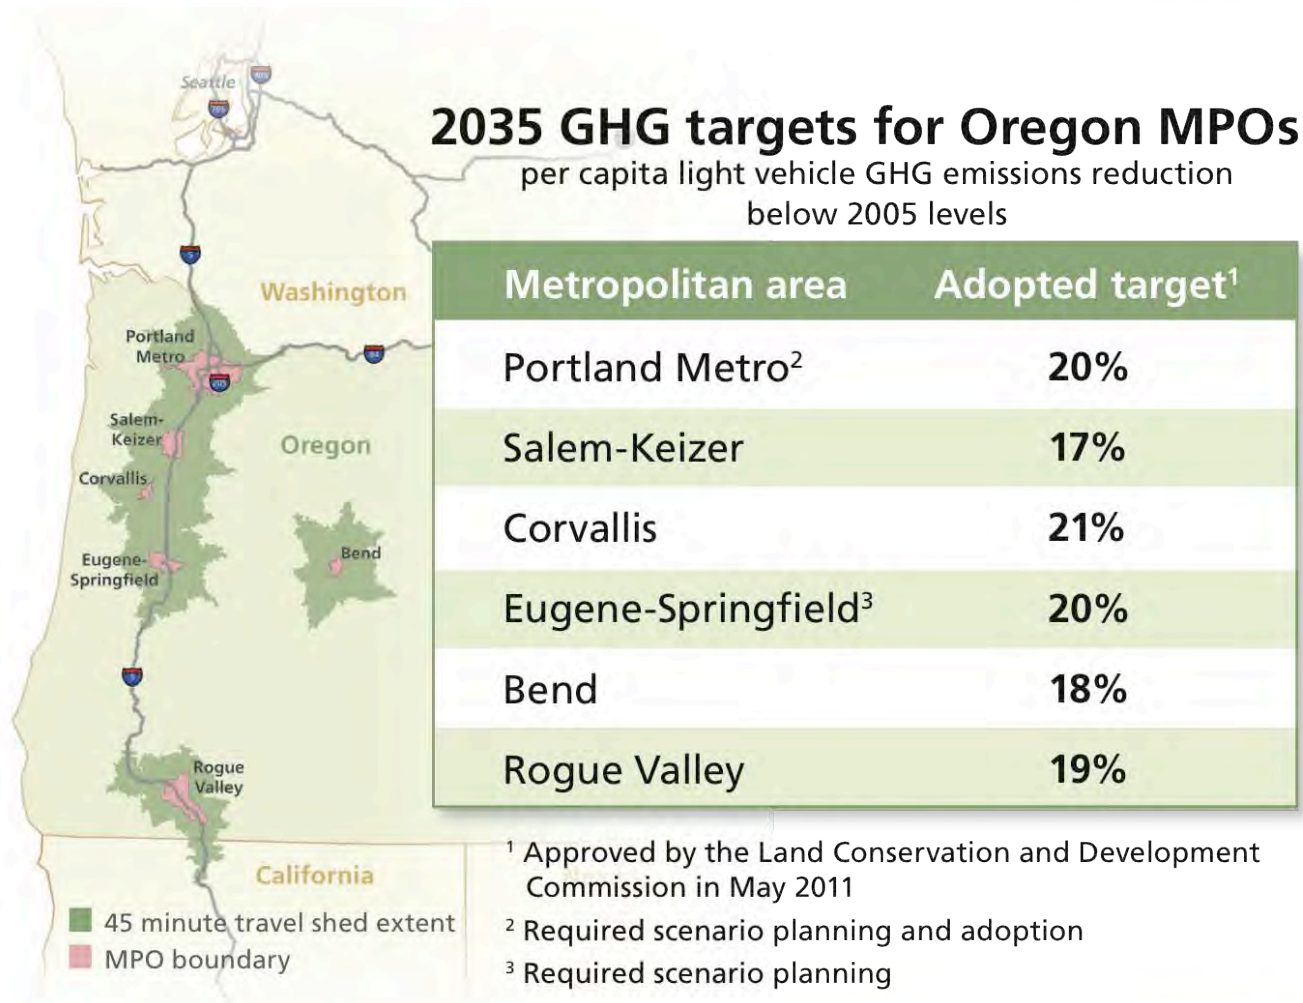 2035 GHG targets for Oregon MPOs
per capita light vehicle GHG emissions reduction
below 2005 levels
Metropolitan area Adopted target¹
Portland Metro² 20%
Salem-Keizer 17%
Corvallis 21%
Eugene-Springfield³ 20%
Bend 18%
Rogue Valley 19%
¹ Approved by the Land Conservation and Development
Commission in May 2011
² Required scenario planning and adoption
³ Required scenario planning
Seattle
5
Washington
Portland
Metro
84
Salem-
Keizer
Oregon
Corvallis
Eugene-
Springfield
Bend
5
Rogue
Valley
California
45 minute travel shed extent
MPO boundary